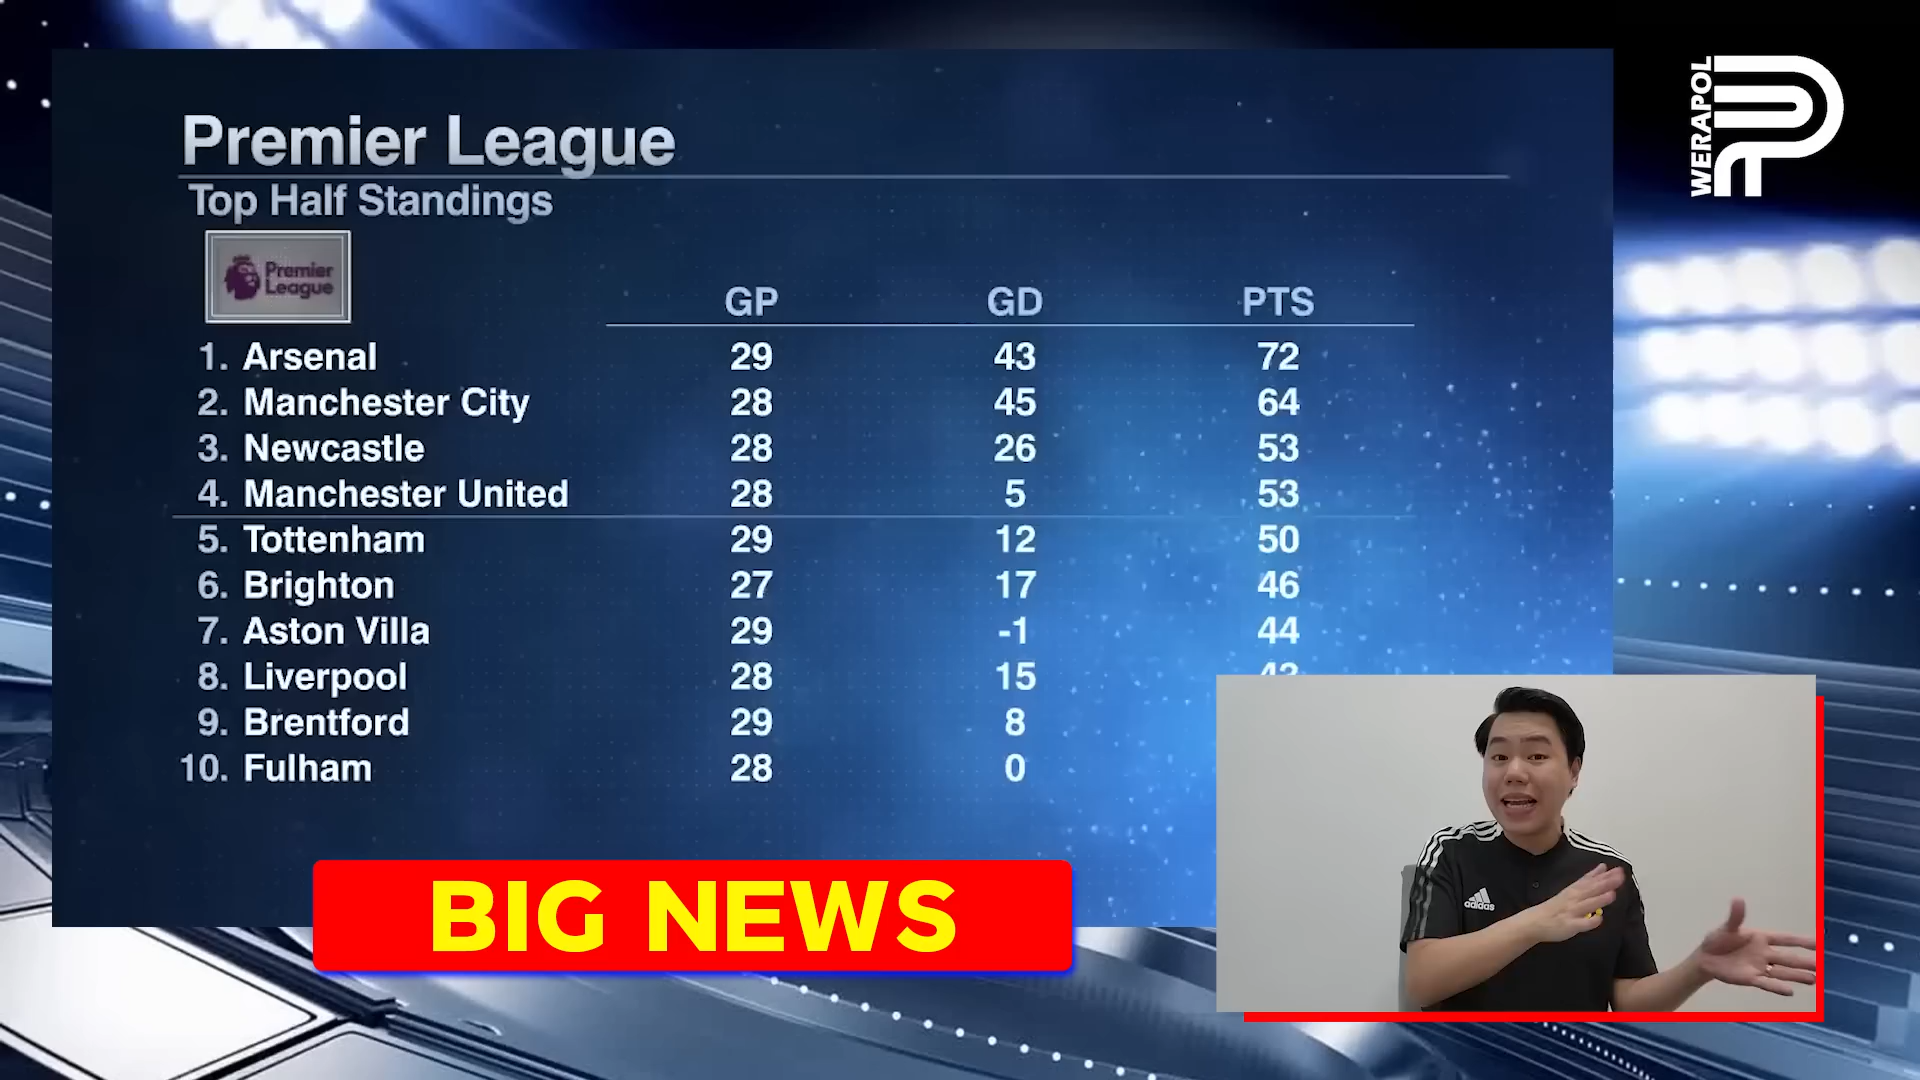 WERAPOL
Premier League
Top Half Standings
Premier
League
GP GD PTS
1. Arsenal 29 43 72
2. Manchester City 28 45 64
3. Newcastle 28 26 53
4. Manchester United 28 5 53
5. Tottenham 29 12 50
6. Brighton 27 17 46
7. Aston Villa 29 -1 44
8. Liverpool 28 15
9. Brentford 29 8
10. Fulham 28 0
BIG NEWS
adidas